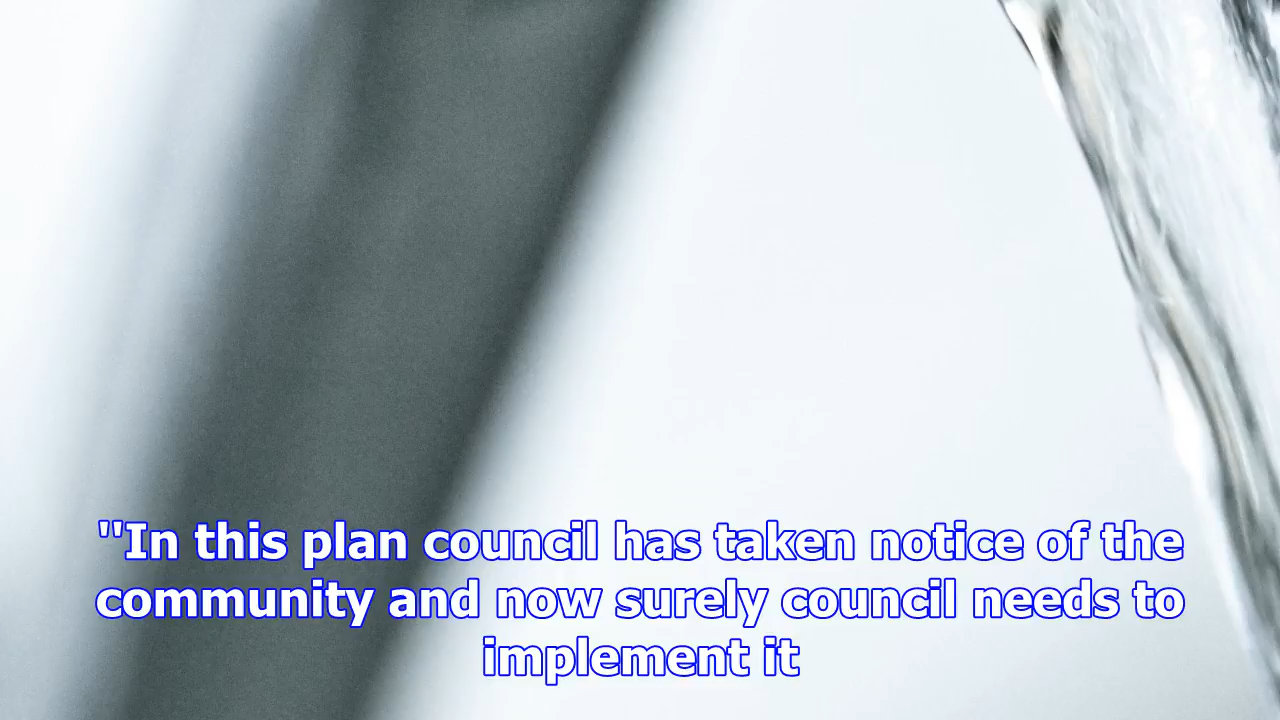 "In this plan council has taken notice of the
community and now surely council needs to
implement it